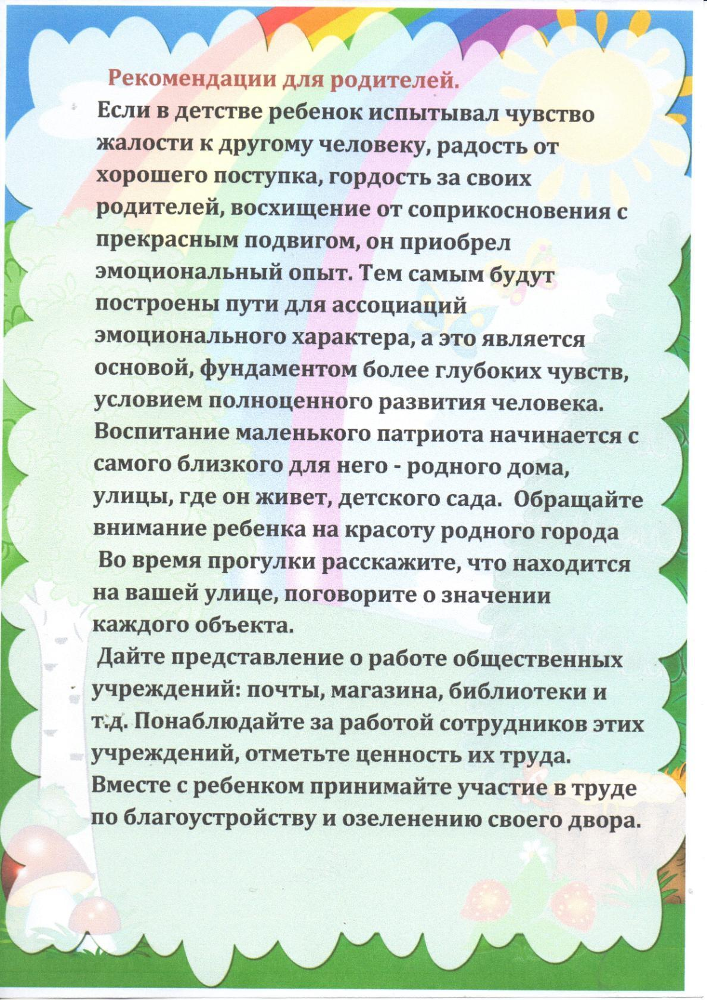 Рекомендации для родителей.
Если в детстве ребенок испытывал чувство
жалости к другому человеку, радость от
хорошего поступка, гордость за своих
родителей, восхищение от соприкосновения с
прекрасным подвигом, он приобрел
эмоциональный опыт. Тем самым будут
построены пути для ассоциаций
эмоционального характера, а это является
основой, фундаментом более глубоких чувств,
условием полноценного развития человека.
Воспитание маленького патриота начинается с
самого близкого для него - родного дома,
улицы, где он живет, детского сада. Обращайте
внимание ребенка на красоту родного города
Во время прогулки расскажите, что находится
на вашей улице, поговорите о значении
каждого объекта.
Дайте представление о работе общественных
учреждений: почты, магазина, библиотеки и
т.д. Понаблюдайте за работой сотрудников этих
учреждений, отметьте ценность их труда.
Вместе с ребенком принимайте участие в труде
по благоустройству и озеленению своего двора.